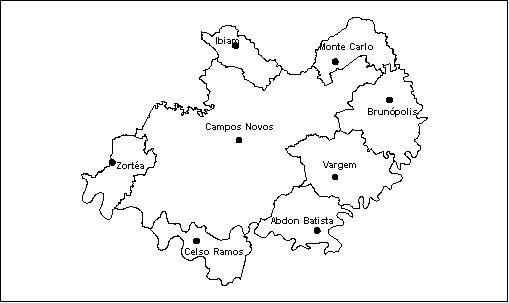 Ibiam
Monte Carlo
Brunópolis
Campos Novos
Zortéa
Vargem
Abdon Batista
Celso Ramos